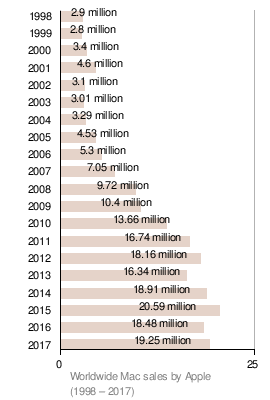 1998 2.9 million
1999 2.8 million
2000 3.4 million
2001 4.6 million
2002 3.1 million
2003 3.01 million
2004 3.29 million
2005 4.53 million
2006 5.3 million
2007 7.05 million
2008 9.72 million
2009 10.4 million
2010 13.66 million
2011 16.74 million
2012 18.16 million
2013 16.34 million
2014 18.91 million
2015 20.59 million
2016 18.48 million
2017 19.25 million
0 25
Worldwide Mac sales by Apple
(1998 – 2017)